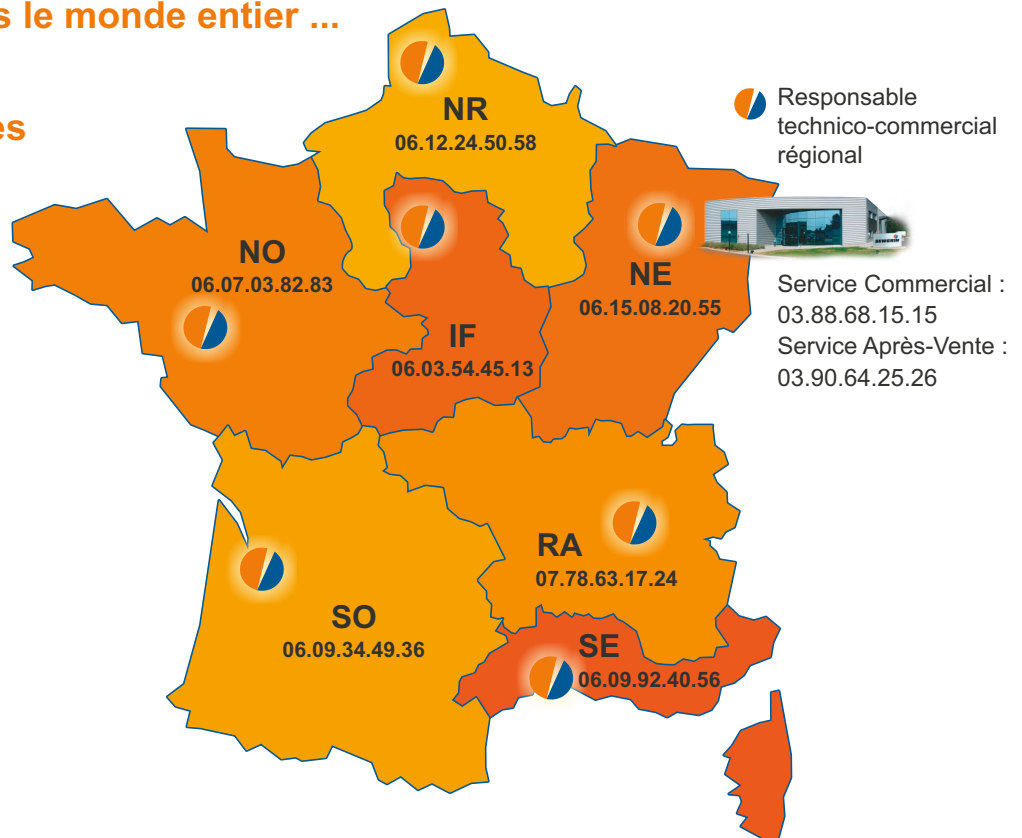 s le monde entier ...
es
NR
06.12.24.50.58
Responsable
technico-commercial
régional
NO
06.07.03.82.83
NE
06.15.08.20.55
SEWERIN
Service Commercial :
03.88.68.15.15
Service Après-Vente :
03.90.64.25.26
IF
06.03.54.45.13
RA
07.78.63.17.24
SO
06.09.34.49.36
SE
06.09.92.40.56